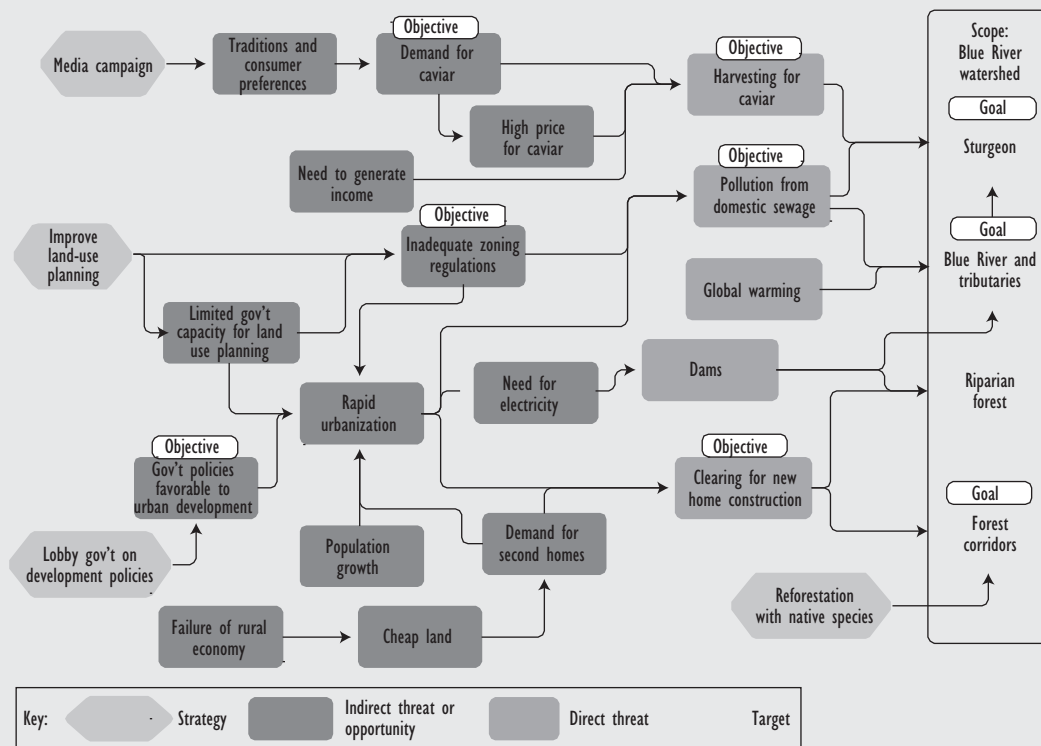 Media campaign
Traditions and
consumer
preferences
Objective
Demand for
caviar
High price
for caviar
Need to generate
income
Objective
Harvesting for
caviar
Objective
Pollution from
domestic sewage
Global warming
Improve
land-use
planning
Objective
Inadequate zoning
regulations
Limited gov't
capacity for land
use planning
Rapid
urbanization
Need for
electricity
Dams
Objective
Gov't policies
favorable to
urban development
Lobby gov't on
development policies
Population
growth
Demand for
second homes
Objective
Clearing for new
home construction
Failure of rural
economy
Cheap land
Reforestation
with native species
Scope:
Blue River
watershed
Goal
Sturgeon
Goal
Blue River and
tributaries
Riparian
forest
Goal
Forest
corridors
Key:
Strategy
Indirect threat or
opportunity
Direct threat
Target